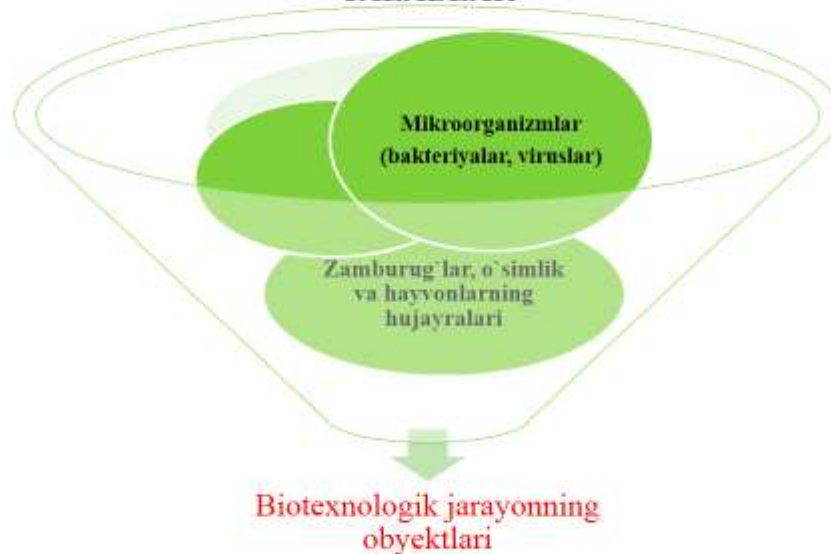 Mikroorganizmlar
(bakteriyalar, viruslar)
Zamburug`lar, o`simlik
va hayvonlarning
hujayralari
Biotexnologik jarayonning
obyektlari